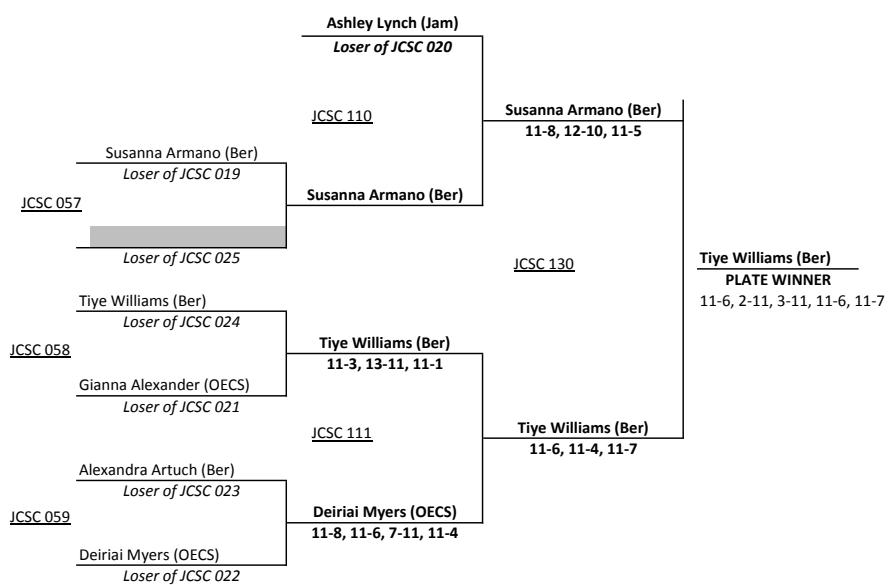 Ashley Lynch (Jam)
Loser of JCSC 020
JCSC 110
Susanna Armano (Ber)
11-8, 12-10, 11-5
Susanna Armano (Ber)
Loser of JCSC 019
JCSC 057
Susanna Armano (Ber)
Loser of JCSC 025
JCSC 130
Tiye Williams (Ber)
PLATE WINNER
11-6, 2-11, 3-11, 11-6, 11-7
Tiye Williams (Ber)
Loser of JCSC 024
JCSC 058
Tiye Williams (Ber)
11-3, 13-11, 11-1
Gianna Alexander (OECS)
Loser of JCSC 021
JCSC 111
Tiye Williams (Ber)
11-6, 11-4, 11-7
Alexandra Artuch (Ber)
Loser of JCSC 023
JCSC 059
Deiriai Myers (OECS)
11-8, 11-6, 7-11, 11-4
Deiriai Myers (OECS)
Loser of JCSC 022